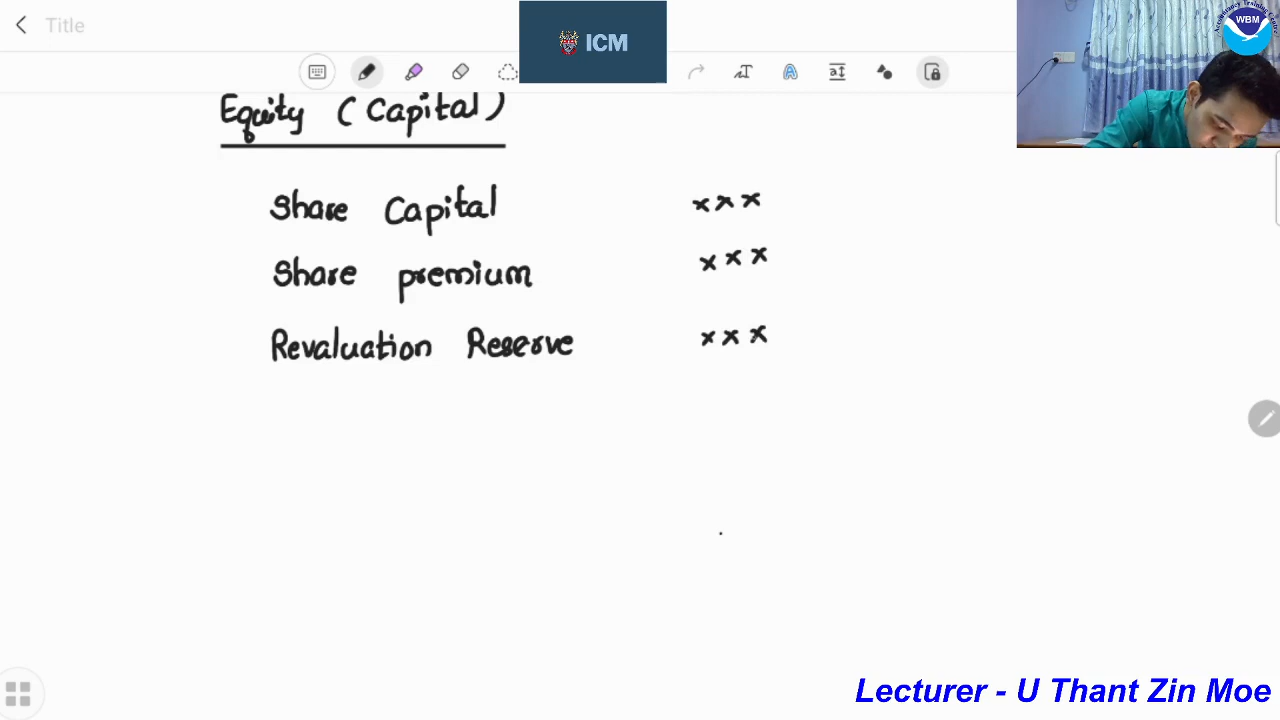 Title
ICM
WBM
Equity (Capital)
Share Capital xxx
Share premium xxx
Revaluation Reserve xxx
Lecturer - U Thant Zin Moe